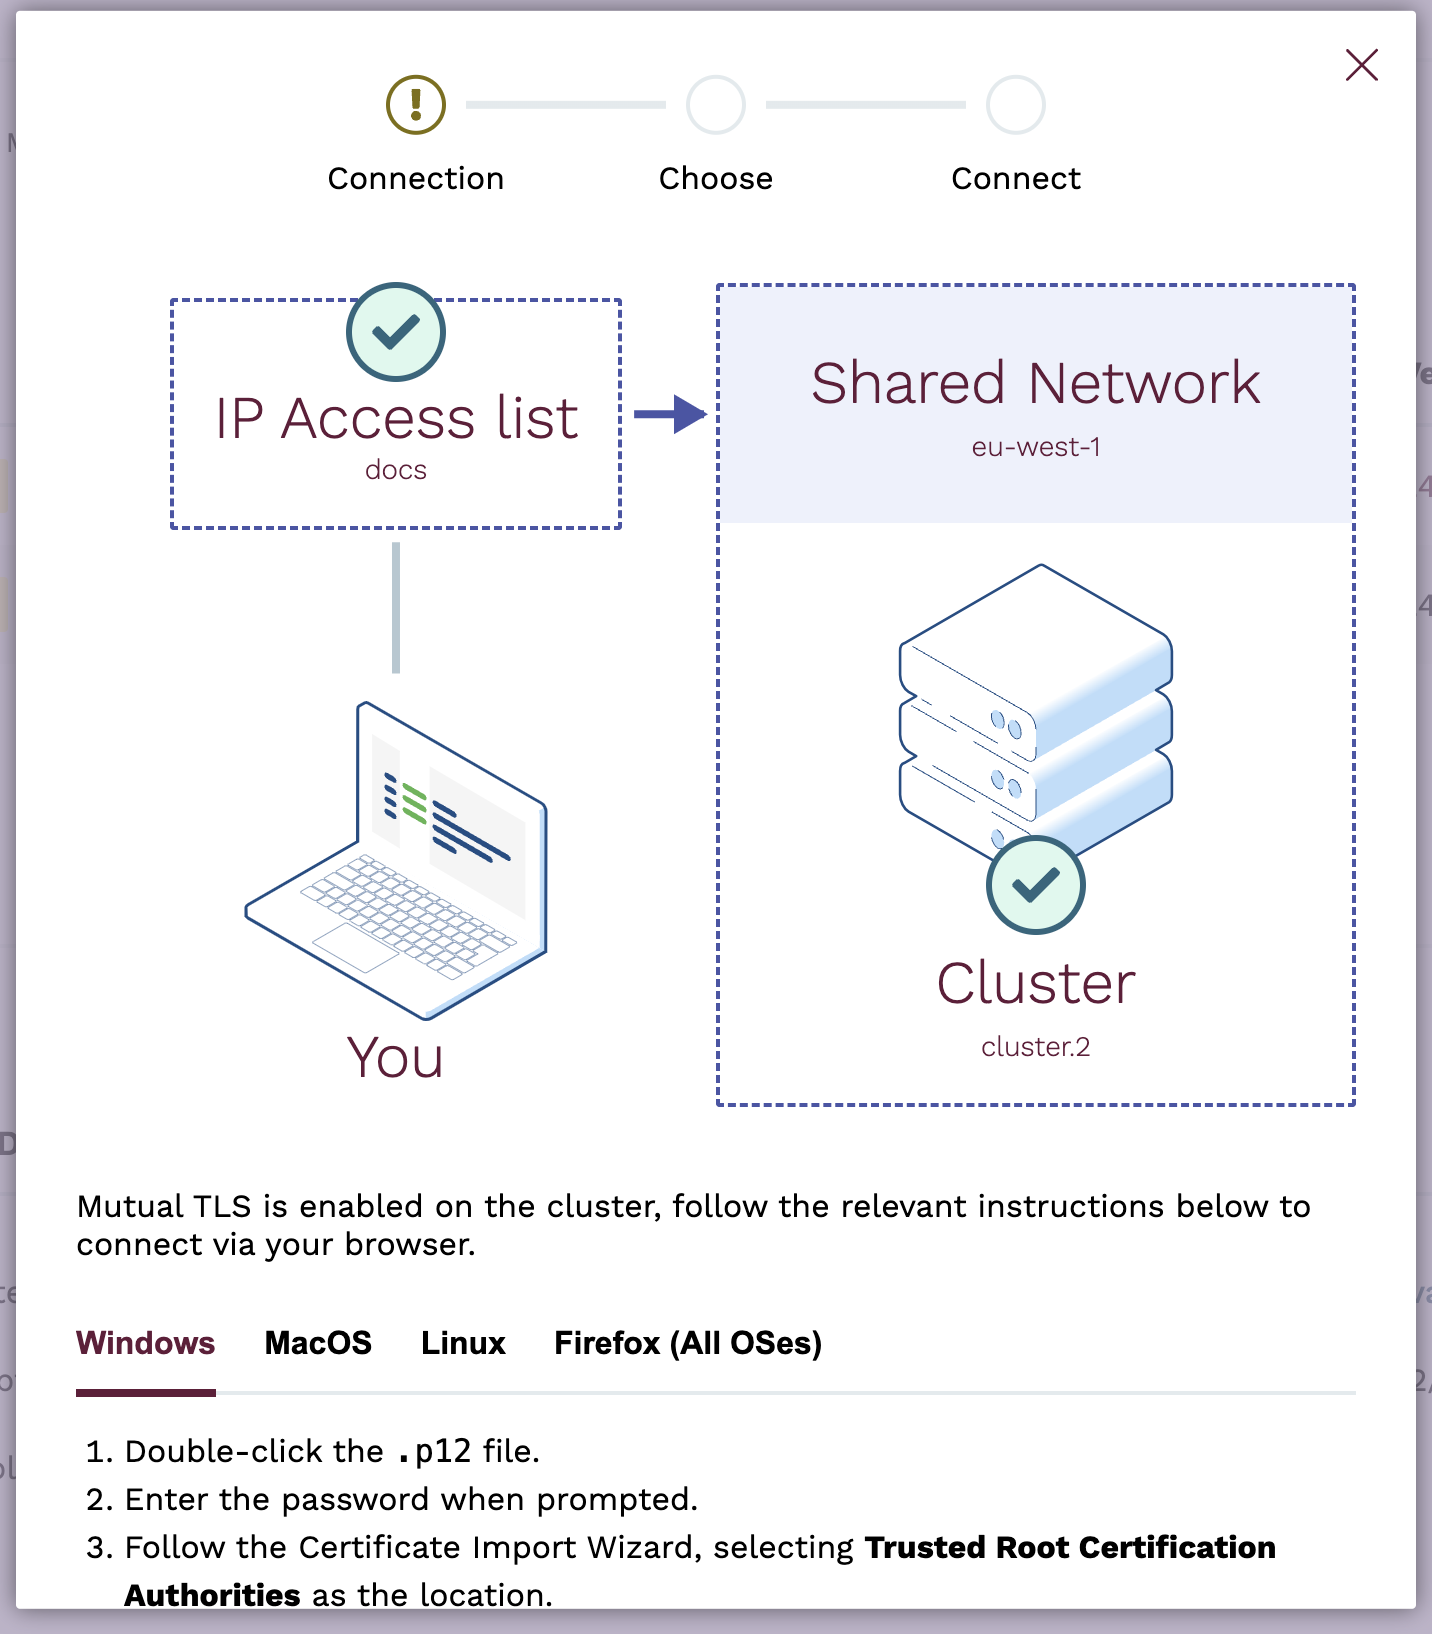 Connection
Choose
Connect
IP Access list
docs
Shared Network
eu-west-1
You
Cluster
cluster.2
Mutual TLS is enabled on the cluster, follow the relevant instructions below to
connect via your browser.
Windows MacOS Linux Firefox (All OSes)
1. Double-click the .p12 file.
2. Enter the password when prompted.
3. Follow the Certificate Import Wizard, selecting Trusted Root Certification
Authorities as the location.